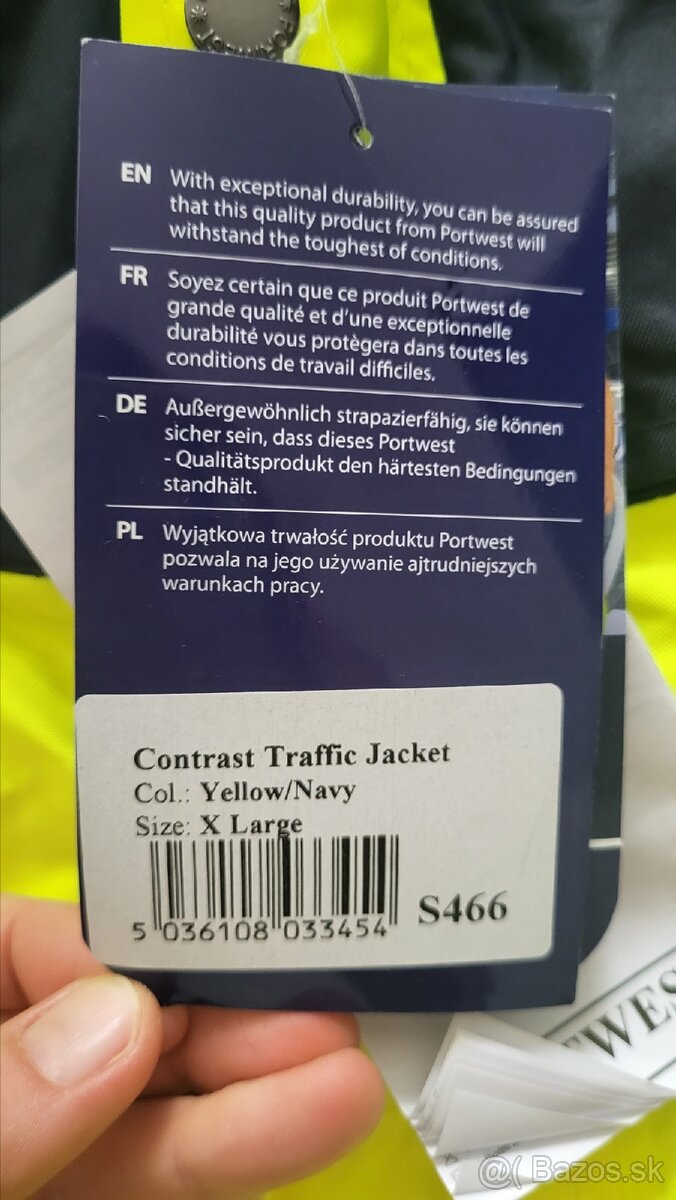 EN With exceptional durability, you can be assured
that this quality product from Portwest will
withstand the toughest of conditions.
FR Soyez certain que ce produit Portwest de
grande qualité et d'une exceptionnelle
durabilité vous protègera dans toutes les
conditions de travail difficiles.
DE Außergewöhnlich strapazierfähig, sie können
sicher sein, dass dieses Portwest
- Qualitätsprodukt den härtesten Bedingungen
standhält.
PL Wyjątkowa trwałość produktu Portwest
pozwala na jego używanie ajtrudniejszych
warunkach pracy.
Contrast Traffic Jacket
Col.: Yellow/Navy
Size: X Large
5 036108 033454
S466
TWES
@( Bazos.sk